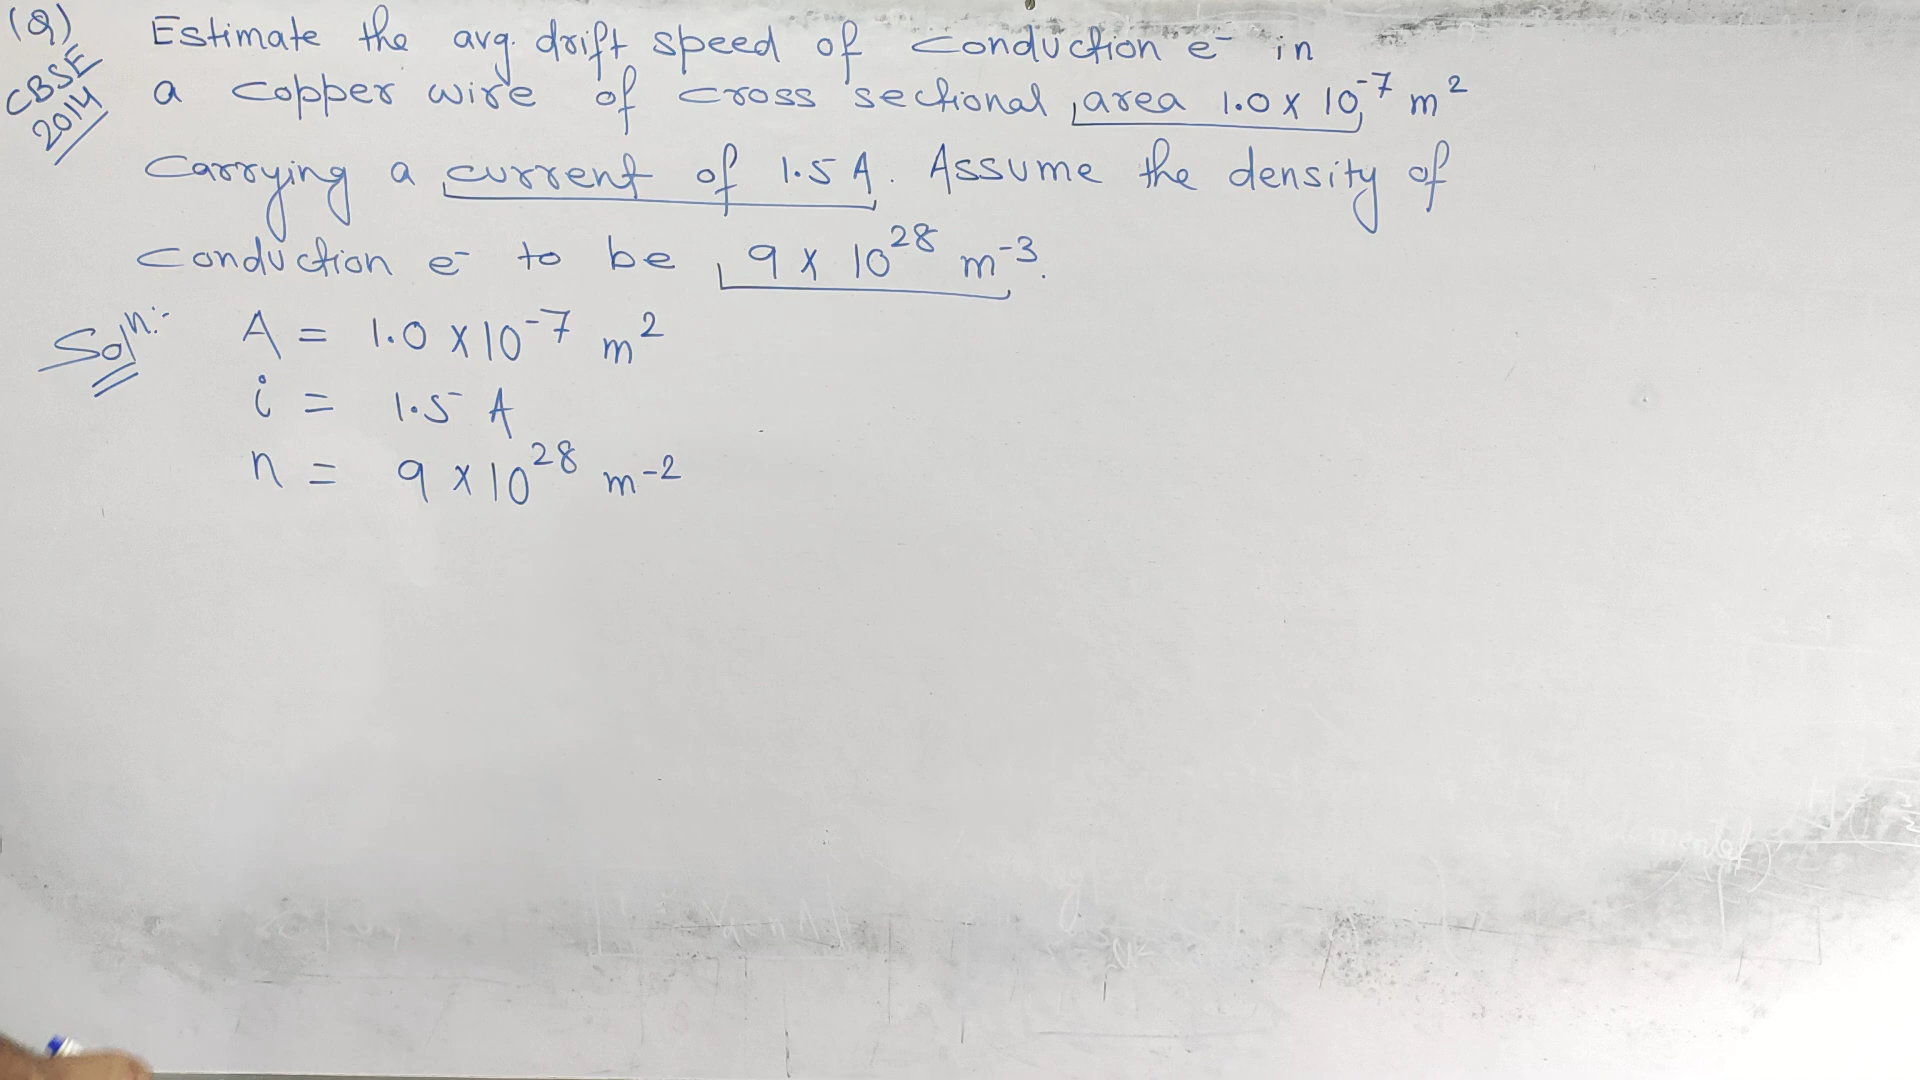 (Q) Estimate the avg. drift speed of conduction e⁻ in
CBSE 2014 a copper wire of cross sectional area 1.0 x 10⁻⁷ m²
carrying a current of 1.5 A. Assume the density of
conduction e⁻ to be 9 x 10²⁸ m⁻³.
Solⁿ:- A = 1.0 x 10⁻⁷ m²
i = 1.5 A
n = 9 x 10²⁸ m⁻²